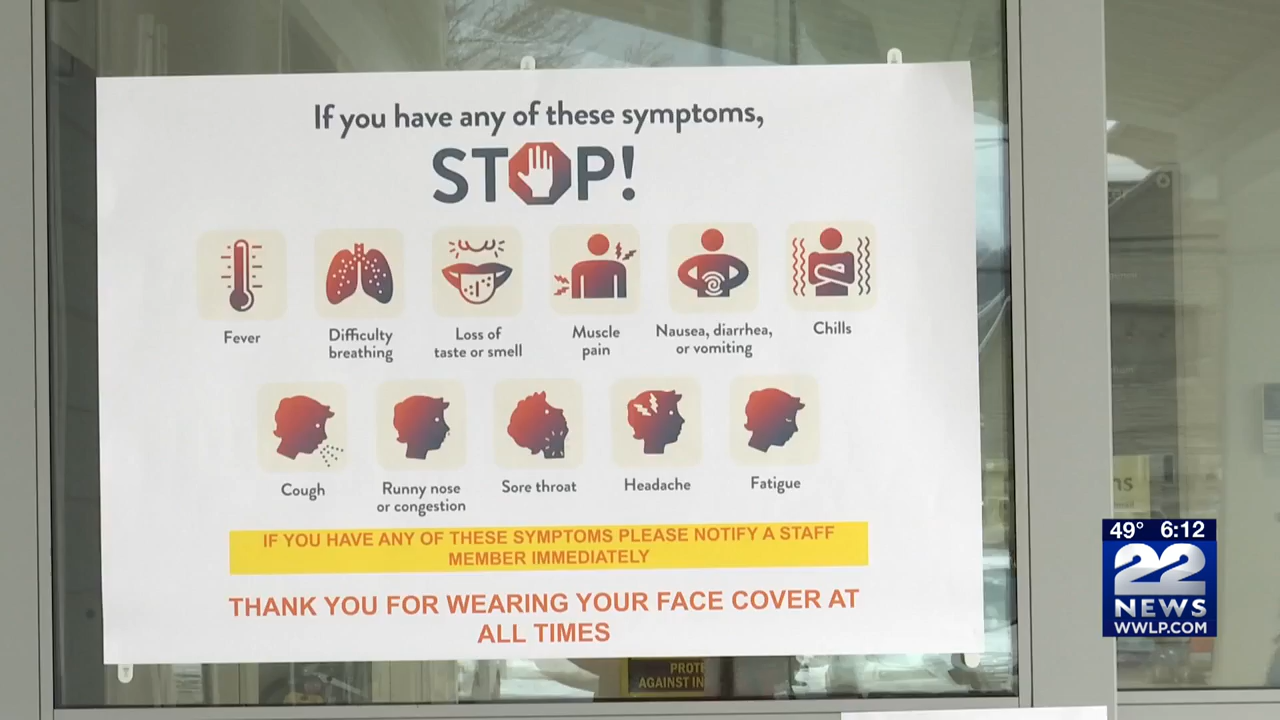 If you have any of these symptoms,
STOP!
Fever
Difficulty
breathing
Loss of
taste or smell
Muscle
pain
Nausea, diarrhea,
or vomiting
Chills
Cough
Runny nose
or congestion
Sore throat
Headache
Fatigue
IF YOU HAVE ANY OF THESE SYMPTOMS PLEASE NOTIFY A STAFF
MEMBER IMMEDIATELY
THANK YOU FOR WEARING YOUR FACE COVER AT
ALL TIMES
AGAINST
49° 6:12
22
NEWS
WWLP.COM